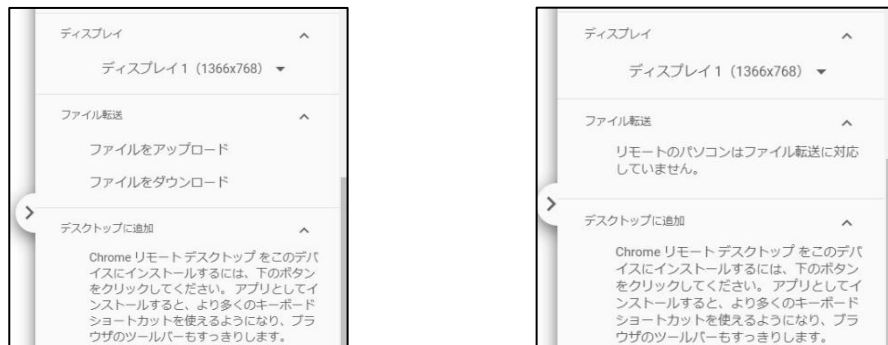 ディスプレイ
ディスプレイ 1（1366x768）
ファイル転送
ファイルをアップロード
ファイルをダウンロード
デスクトップに追加
Chrome リモート デスクトップ をこのデバ
イスにインストールするには、下のボタン
をクリックしてください。 アプリとしてイ
ンストールすると、より多くのキーボード
ショートカットを使えるようになり、ブラ
ウザのツールバーもすっきりします。
ディスプレイ
ディスプレイ 1（1366x768）
ファイル転送
リモートのパソコンはファイル転送に対応
していません。
デスクトップに追加
Chrome リモート デスクトップ をこのデバ
イスにインストールするには、下のボタン
をクリックしてください。 アプリとしてイ
ンストールすると、より多くのキーボード
ショートカットを使えるようになり、ブラ
ウザのツールバーもすっきりします。